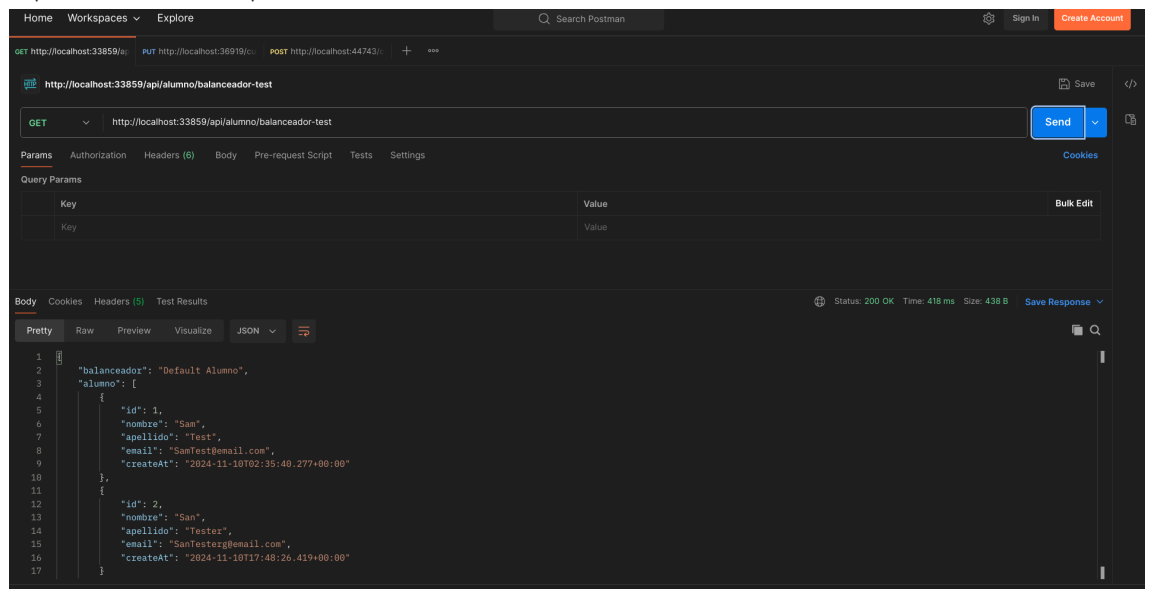 Home Workspaces Explore Search Postman Sign In Create Account
GET http://localhost:33859/ap PUT http://localhost:36919/cu POST http://localhost:44743/c
HTTP http://localhost:33859/api/alumno/balanceador-test Save
GET http://localhost:33859/api/alumno/balanceador-test Send
Params Authorization Headers (6) Body Pre-request Script Tests Settings Cookies
Query Params
Key Value Bulk Edit
Key Value
Body Cookies Headers (5) Test Results Status: 200 OK Time: 418 ms Size: 438 B Save Response
Pretty Raw Preview Visualize JSON
1 {
2 "balanceador": "Default Alumno",
3 "alumno": [
4 {
5 "id": 1,
6 "nombre": "Sam",
7 "apellido": "Test",
8 "email": "SamTest@email.com",
9 "createAt": "2024-11-10T02:35:40.277+00:00"
10 },
11 {
12 "id": 2,
13 "nombre": "San",
14 "apellido": "Tester",
15 "email": "SanTesterg@email.com",
16 "createAt": "2024-11-10T17:48:26.419+00:00"
17 }